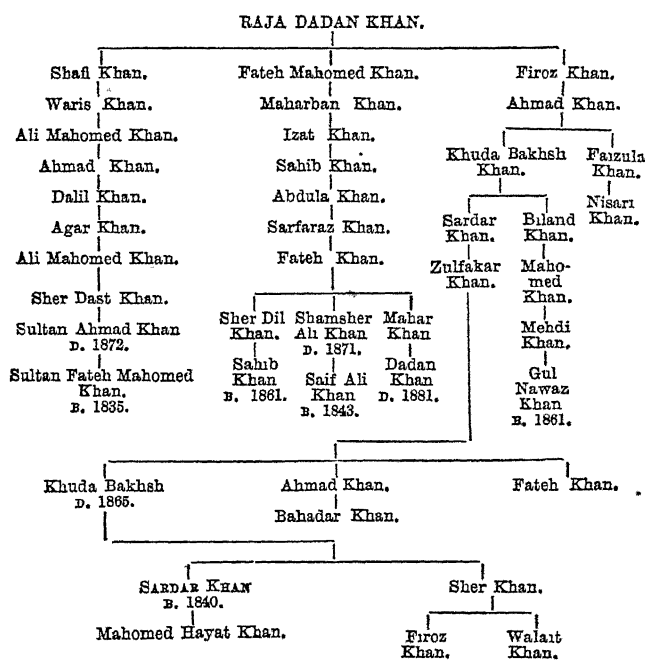 RAJA DADAN KHAN.
Shafi Khan. Fateh Mahomed Khan. Firoz Khan.
Waris Khan. Maharban Khan. Ahmad Khan.
Ali Mahomed Khan. Izat Khan.
Khuda Bakhsh Khan. Faizula Khan.
Ahmad Khan. Sahib Khan.
Dalil Khan. Abdula Khan. Nisari Khan.
Agar Khan. Sarfaraz Khan. Sardar Khan. Biland Khan.
Ali Mahomed Khan. Fateh Khan. Zulfakar Khan. Maho-
med
Khan.
Sher Dast Khan.
Sher Dil Khan. Shamsher Ali Khan Mahar Khan
Sultan Ahmad Khan
D. 1872. D. 1871. Mehdi Khan.
Sultan Fateh Mahomed Khan. Sahib Khan Saif Ali Khan Dadan Khan Gul Nawaz Khan
B. 1835. B. 1861. B. 1843. D. 1881. B. 1861.
Khuda Bakhsh Ahmad Khan. Fateh Khan.
D. 1865.
Bahadar Khan.
SARDAR KHAN Sher Khan.
B. 1840.
Mahomed Hayat Khan. Firoz Khan. Walait Khan.